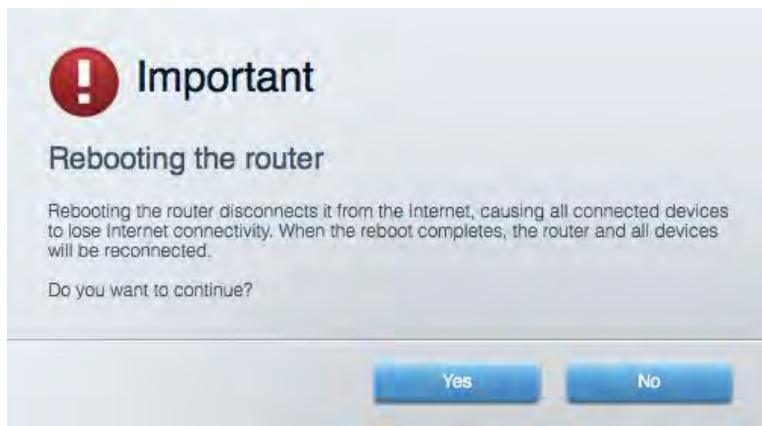 Important
Rebooting the router
Rebooting the router disconnects it from the Internet, causing all connected devices
to lose Internet connectivity. When the reboot completes, the router and all devices
will be reconnected.
Do you want to continue?
Yes
No